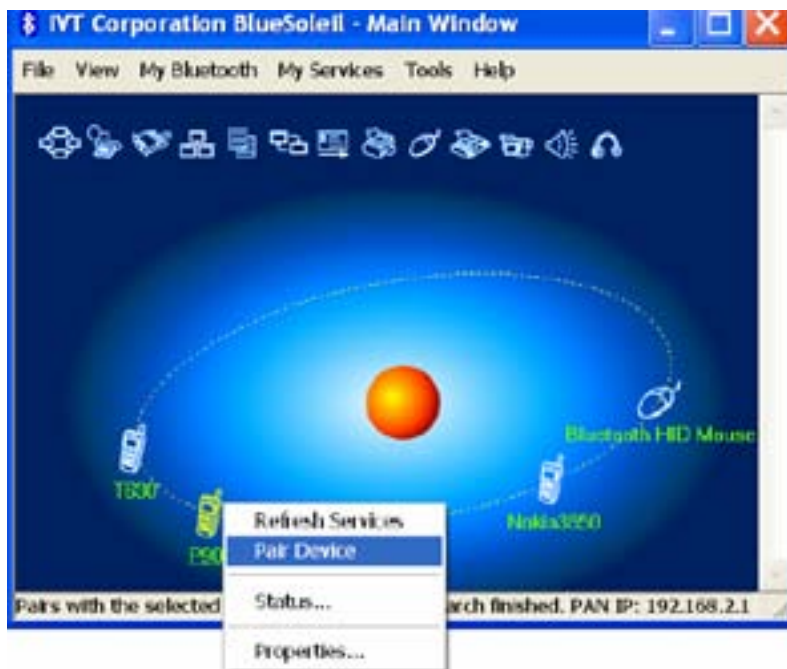 IVT Corporation BlueSoleil - Main Window
File View My Bluetooth My Services Tools Help
Bluetooth HID Mouse
Nokia3650
Refresh Services
Pair Device
Pairs with the selected
arch finished. PAN IP: 192.168.2.1
Status...
Properties...